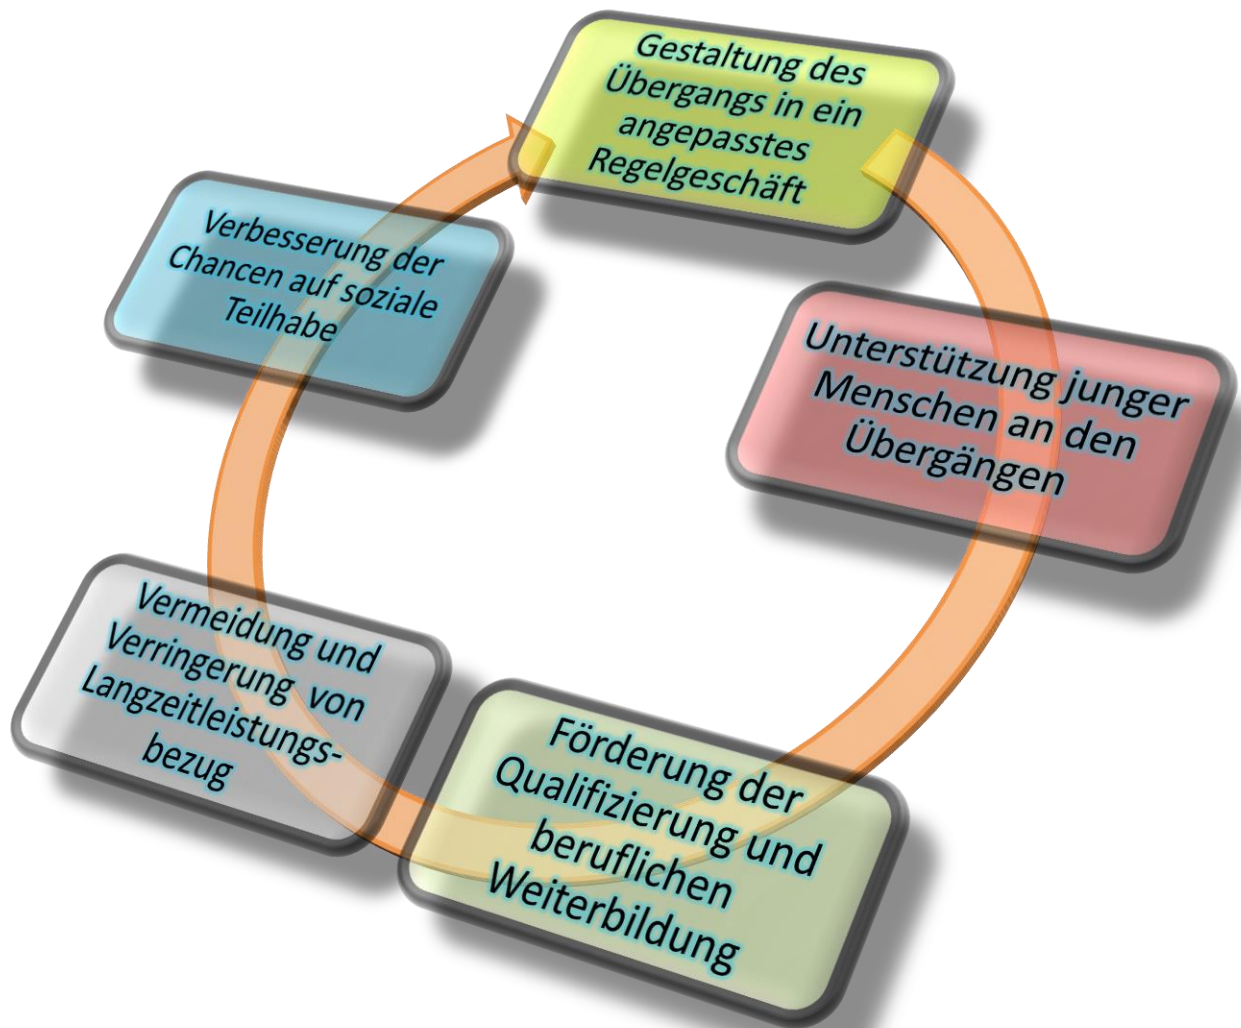 Gestaltung des
Übergangs in ein
angepasstes
Regelgeschäft
Unterstützung junger
Menschen an den
Übergängen
Förderung der
Qualifizierung und
beruflichen
Weiterbildung
Vermeidung und
Verringerung von
Langzeitleistungs-
bezug
Verbesserung der
Chancen auf soziale
Teilhabe